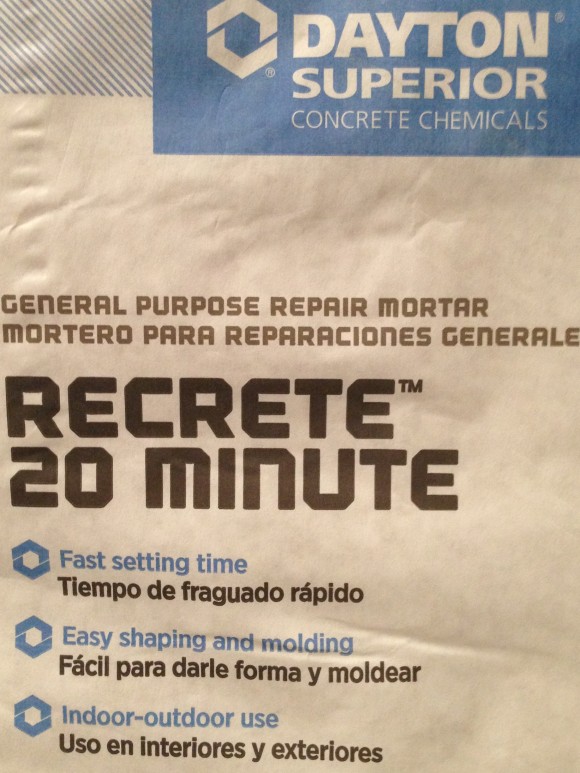 DAYTON®
SUPERIOR
®
CONCRETE CHEMICALS
GENERAL PURPOSE REPAIR MORTAR
MORTERO PARA REPARACIONES GENERALE
RECRETE™
20 MINUTE
Fast setting time
Tiempo de fraguado rápido
Easy shaping and molding
Fácil para darle forma y moldear
Indoor-outdoor use
Uso en interiores y exteriores